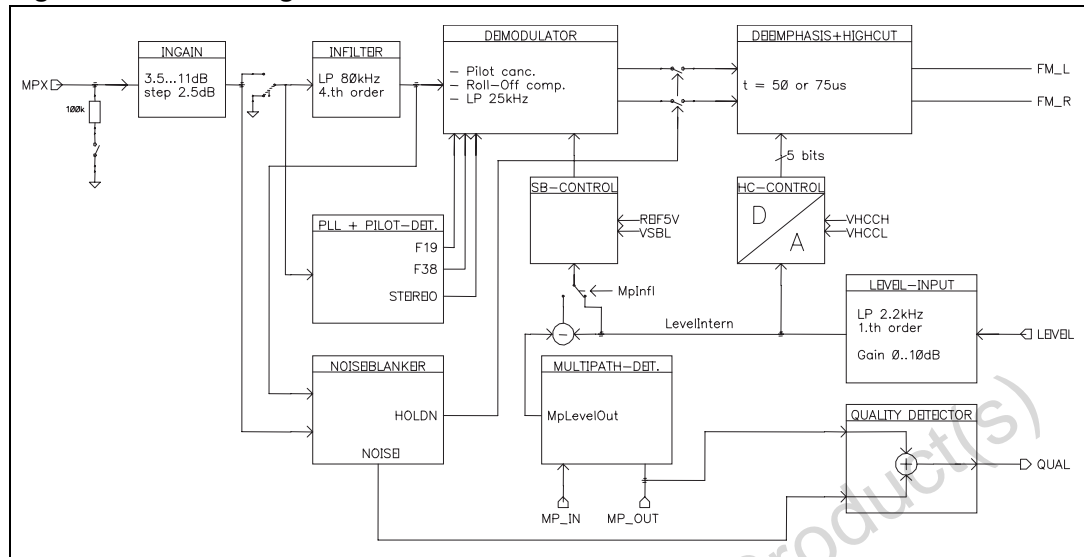 INGAIN
3.5...11dB
step 2.5dB
MPX
100k
INFILTER
LP 80kHz
4.th order
DEMODULATOR
- Pilot canc.
- Roll-Off comp.
- LP 25kHz
DEEMPHASIS+HIGHCUT
t = 50 or 75us
FM_L
FM_R
5 bits
SB-CONTROL
REF5V
VSBL
HC-CONTROL
D
A
VHCCH
VHCCL
PLL + PILOT-DET.
F19
F38
STEREO
MpInfl
LevelIntern
LEVEL-INPUT
LP 2.2kHz
1.th order
Gain 0..10dB
LEVEL
NOISEBLANKER
HOLDN
NOISE
MULTIPATH-DET.
MpLevelOut
MP_IN
MP_OUT
QUALITY DETECTOR
QUAL
roduct(s)